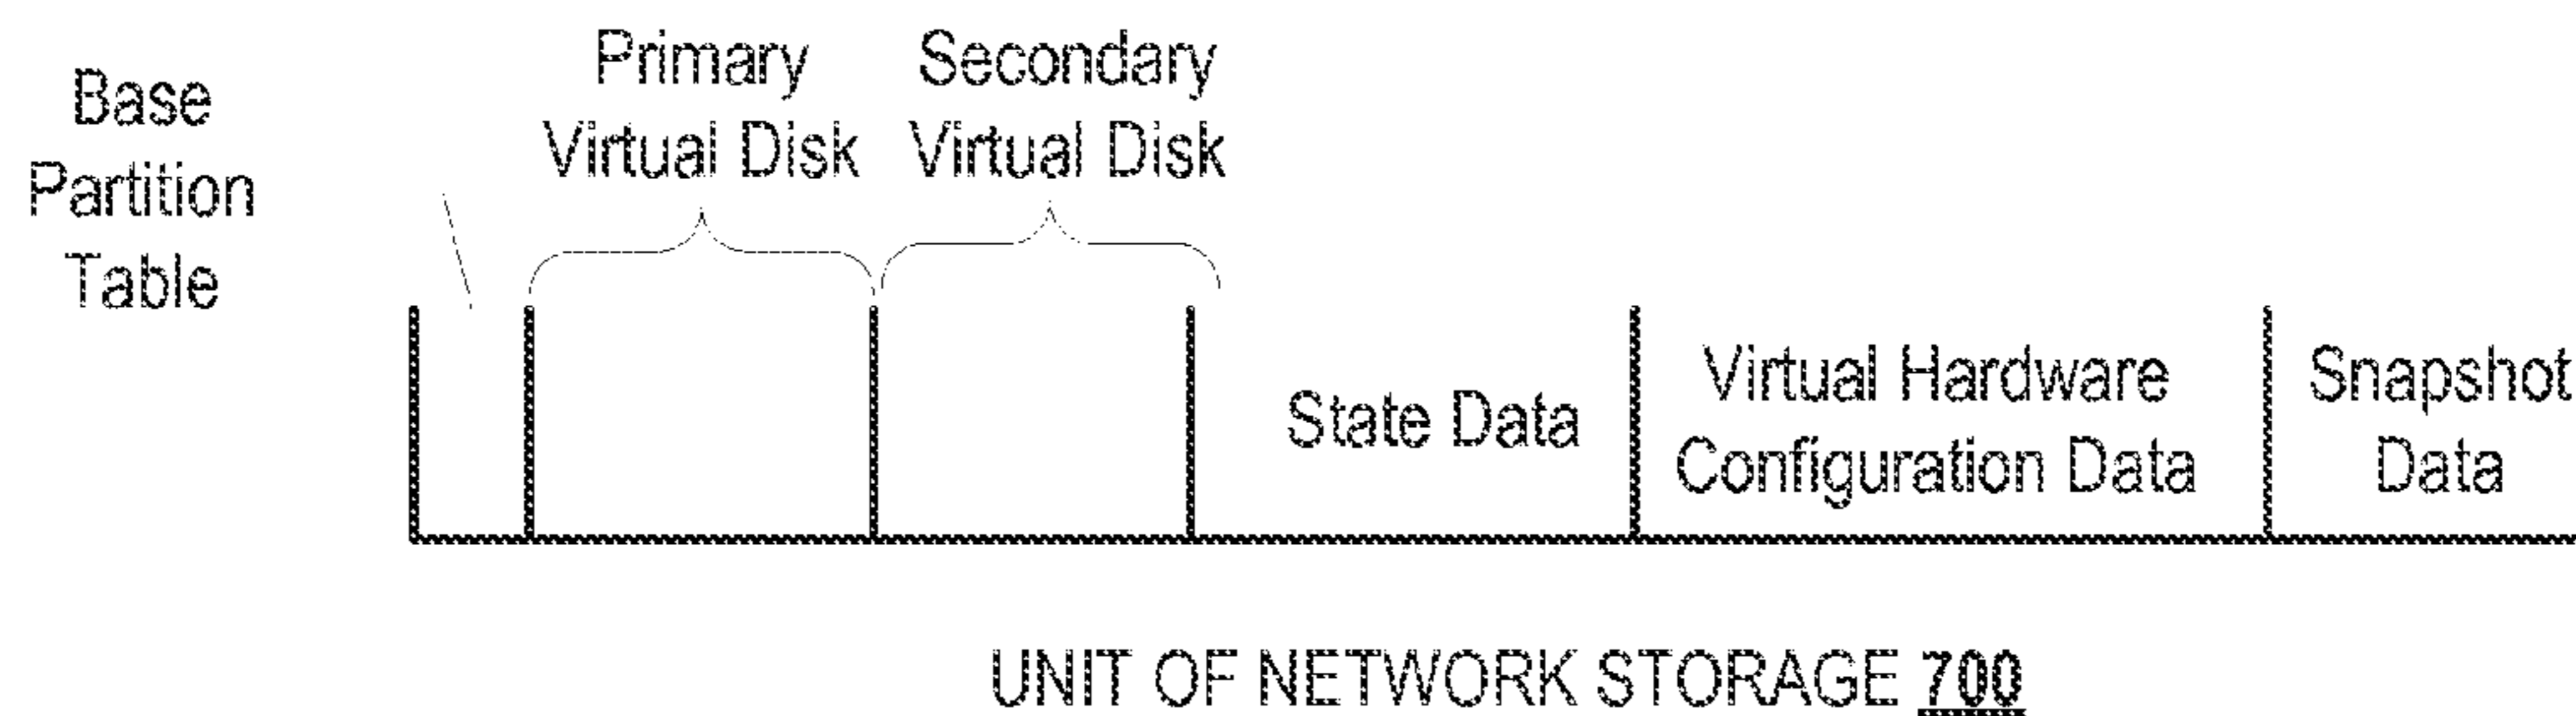 Base
Partition
Table
Primary
Virtual Disk
Secondary
Virtual Disk
State Data
Virtual Hardware
Configuration Data
Snapshot
Data
UNIT OF NETWORK STORAGE 700